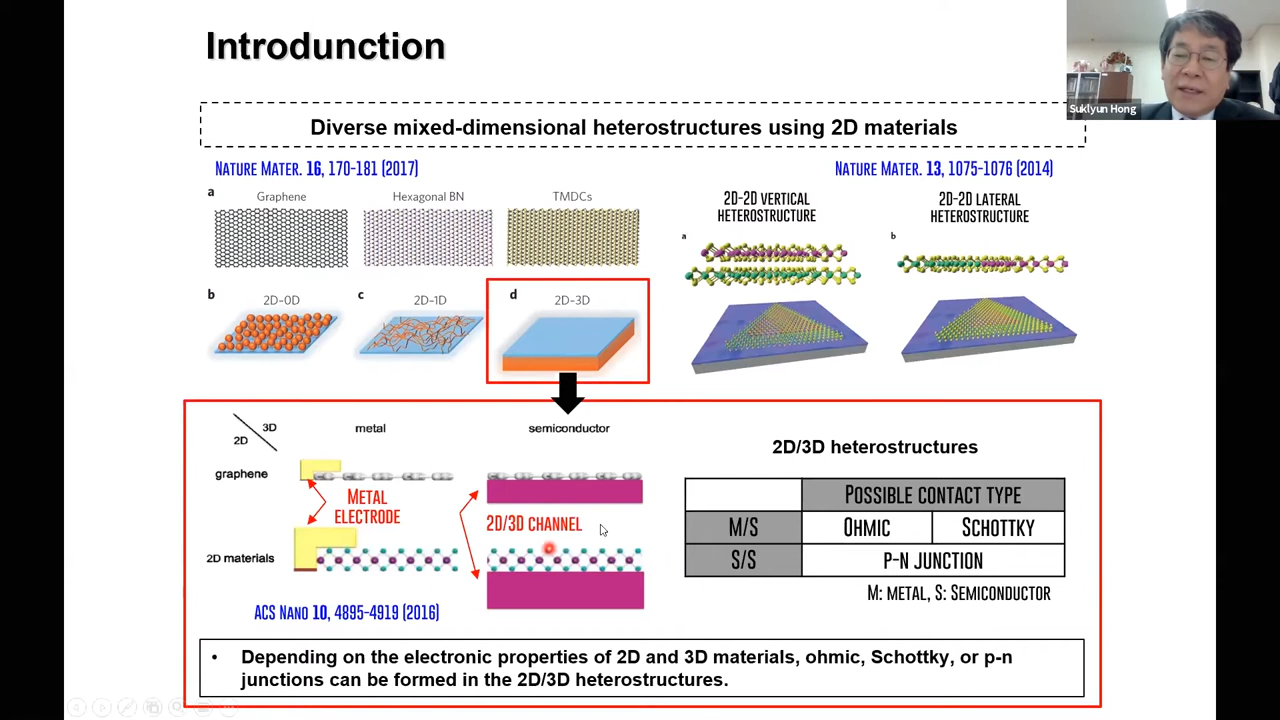 Introdunction
Suklyun Hong
Diverse mixed-dimensional heterostructures using 2D materials
Nature Mater. 16, 170-181 (2017)
Nature Mater. 13, 1075-1076 (2014)
a
Graphene
Hexagonal BN
TMDCs
2D-2D vertical
heterostructure
2D-2D lateral
heterostructure
a
b
b
2D-0D
c
2D-1D
d
2D-3D
3D
2D
metal
semiconductor
graphene
Metal
electrode
2D/3D channel
2D materials
ACS Nano 10, 4895-4919 (2016)
2D/3D heterostructures
Possible contact type
M/S
Ohmic
Schottky
S/S
P-N junction
M: metal, S: Semiconductor
• Depending on the electronic properties of 2D and 3D materials, ohmic, Schottky, or p-n
junctions can be formed in the 2D/3D heterostructures.